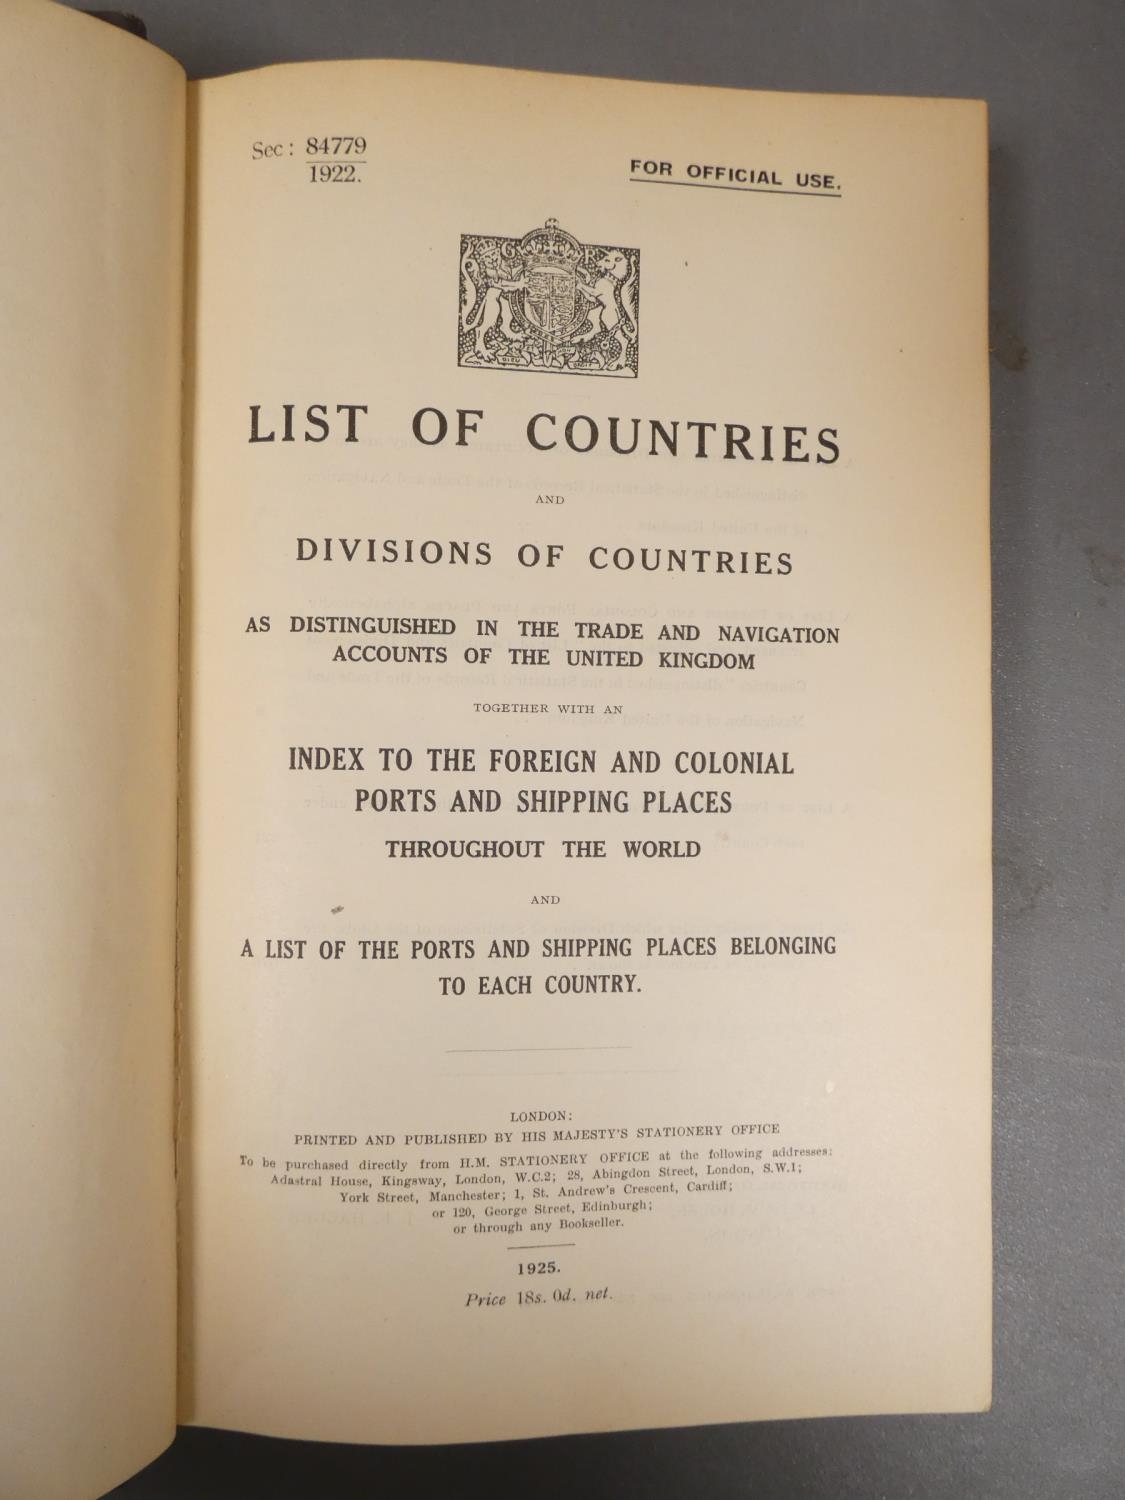 Sec: 84779
1922.
FOR OFFICIAL USE.
G R
DIEU
DROIT
LIST OF COUNTRIES
AND
DIVISIONS OF COUNTRIES
AS DISTINGUISHED IN THE TRADE AND NAVIGATION
ACCOUNTS OF THE UNITED KINGDOM
TOGETHER WITH AN
INDEX TO THE FOREIGN AND COLONIAL
PORTS AND SHIPPING PLACES
THROUGHOUT THE WORLD
AND
A LIST OF THE PORTS AND SHIPPING PLACES BELONGING
TO EACH COUNTRY.
LONDON:
PRINTED AND PUBLISHED BY HIS MAJESTY'S STATIONERY OFFICE
To be purchased directly from H.M. STATIONERY OFFICE at the following addresses:
Adastral House, Kingsway, London, W.C.2; 28, Abingdon Street, London, S.W.1;
York Street, Manchester; 1, St. Andrew's Crescent, Cardiff;
or 120, George Street, Edinburgh;
or through any Bookseller.
1925.
Price 18s. 0d. net.